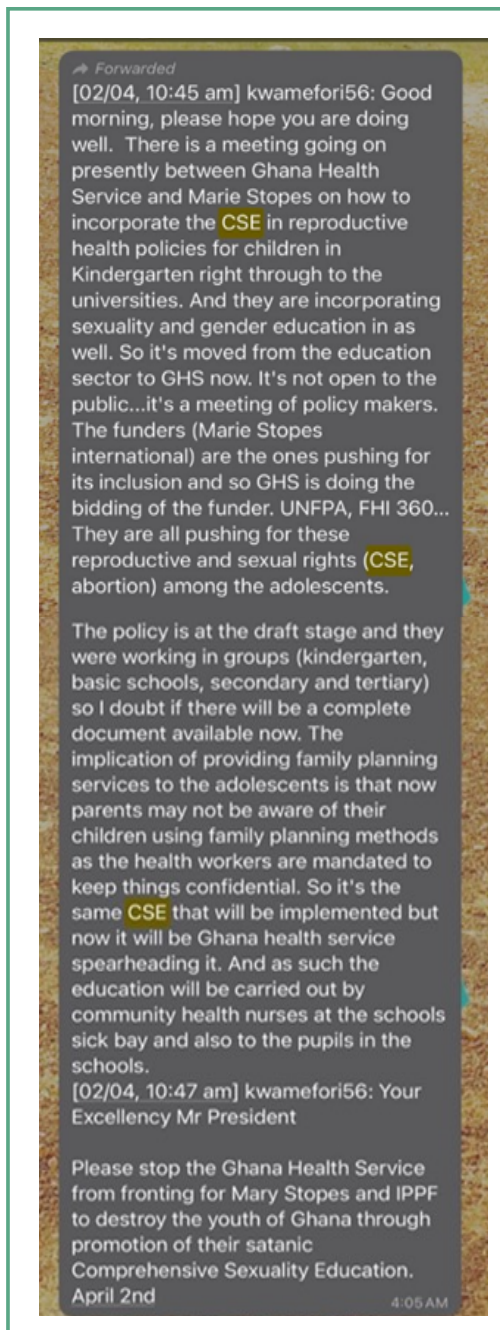 Forwarded
[02/04, 10:45 am] kwamefori56: Good
morning, please hope you are doing
well.  There is a meeting going on
presently between Ghana Health
Service and Marie Stopes on how to
incorporate the CSE in reproductive
health policies for children in
Kindergarten right through to the
universities. And they are incorporating
sexuality and gender education in as
well. So it's moved from the education
sector to GHS now. It's not open to the
public...it's a meeting of policy makers.
The funders (Marie Stopes
international) are the ones pushing for
its inclusion and so GHS is doing the
bidding of the funder. UNFPA, FHI 360...
They are all pushing for these
reproductive and sexual rights (CSE,
abortion) among the adolescents.
The policy is at the draft stage and they
were working in groups (kindergarten,
basic schools, secondary and tertiary)
so I doubt if there will be a complete
document available now. The
implication of providing family planning
services to the adolescents is that now
parents may not be aware of their
children using family planning methods
as the health workers are mandated to
keep things confidential. So it's the
same CSE that will be implemented but
now it will be Ghana health service
spearheading it. And as such the
education will be carried out by
community health nurses at the schools
sick bay and also to the pupils in the
schools.
[02/04, 10:47 am] kwamefori56: Your
Excellency Mr President
Please stop the Ghana Health Service
from fronting for Mary Stopes and IPPF
to destroy the youth of Ghana through
promotion of their satanic
Comprehensive Sexuality Education.
April 2nd
4:05 AM